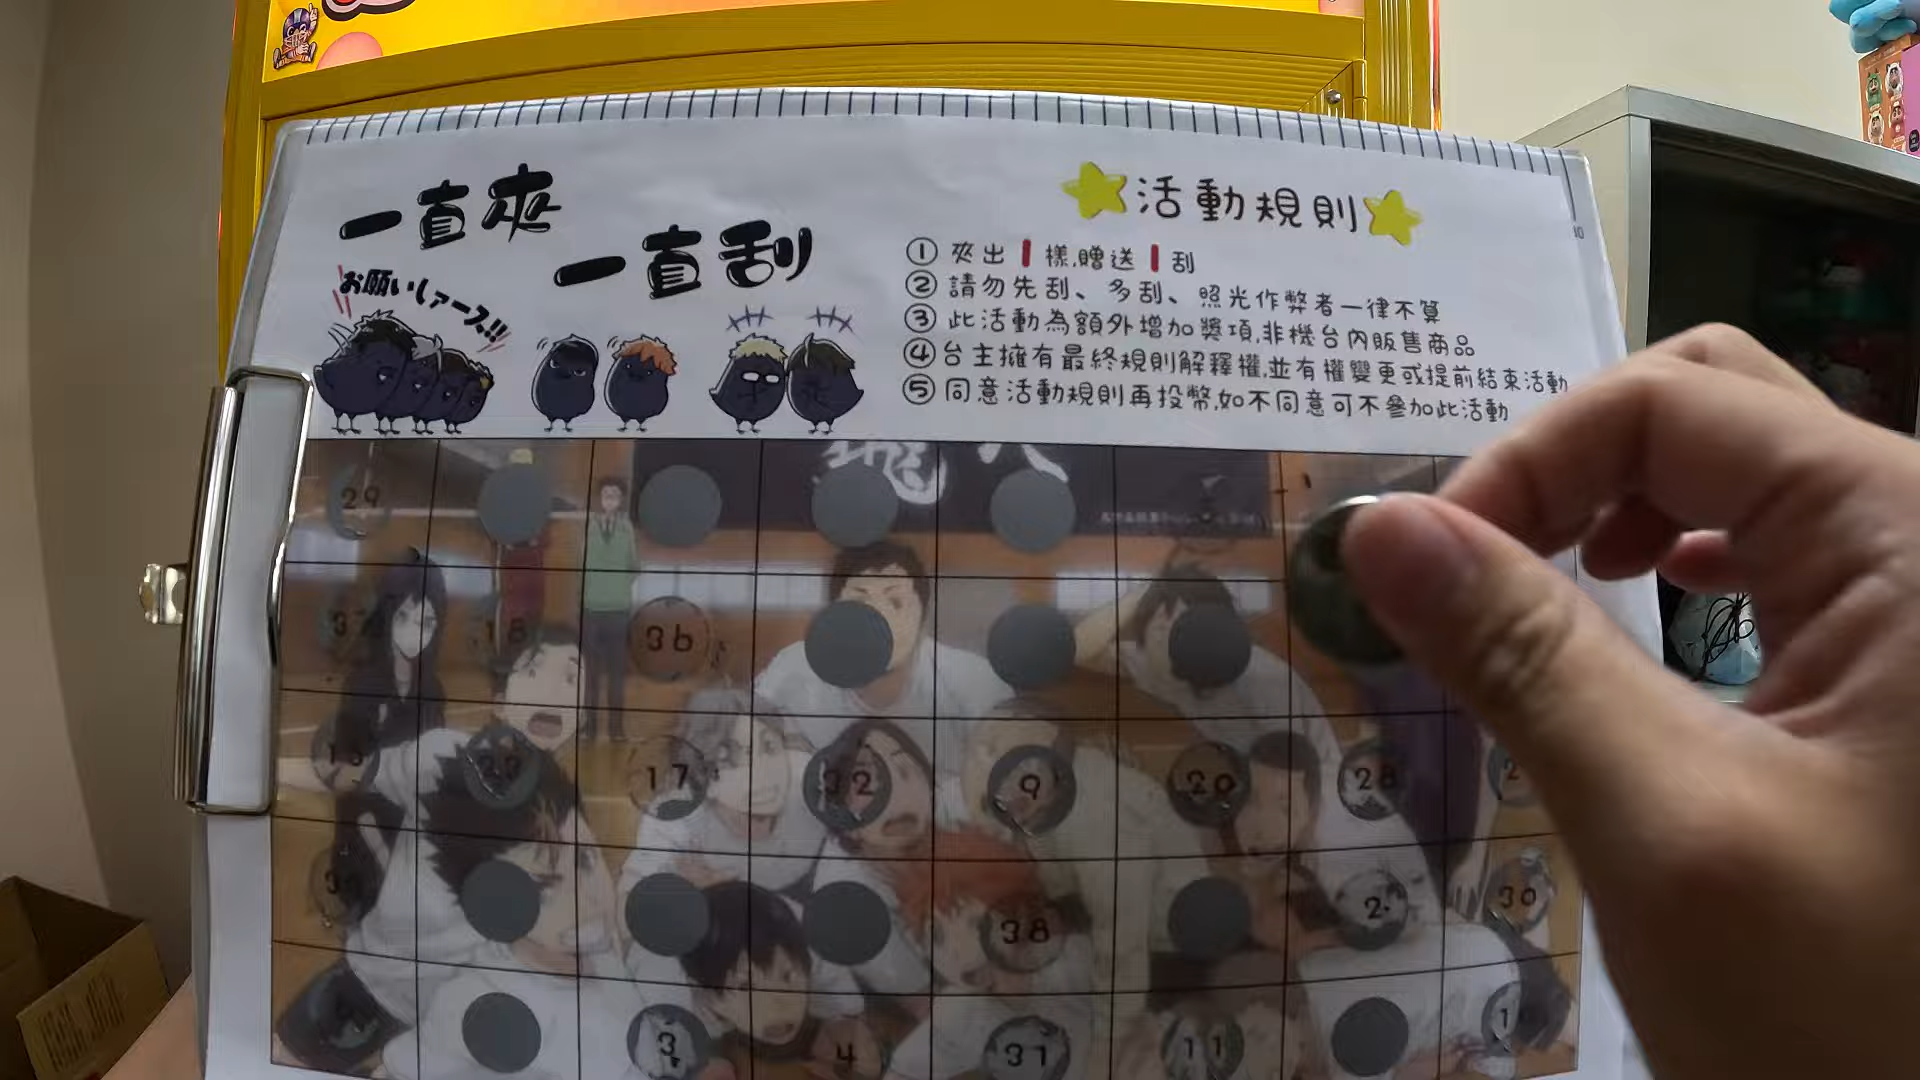 一直夾
一直刮
お願いしァース!!
活動規則
① 夾出1樣,贈送1刮
② 請勿先刮、多刮、照光作弊者一律不算
③ 此活動為額外增加獎項,非機台內販售商品
④ 台主擁有最終規則解釋權,並有權變更或提前結束活動
⑤ 同意活動規則再投幣,如不同意可不參加此活動
29
18 36
17 32 9 20 28
38 2 30
3 4 31 11